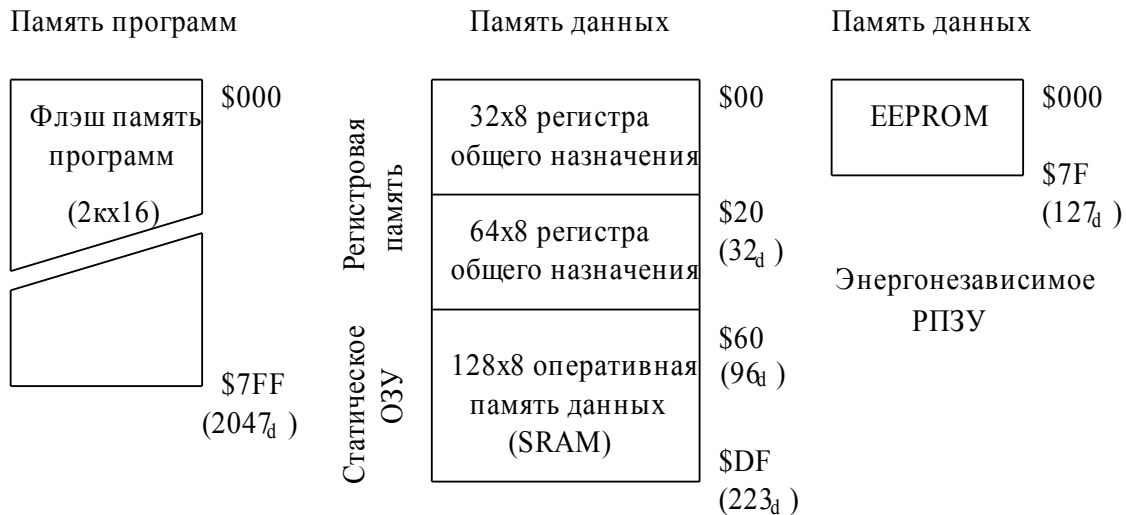 Память программ
Флэш память
программ
(2кх16)
$000
$7FF
(2047d )
Память данных
Регистровая
память
Статическое
ОЗУ
32х8 регистра
общего назначения
64х8 регистра
общего назначения
128х8 оперативная
память данных
(SRAM)
$00
$20
(32d )
$60
(96d )
$DF
(223d )
Память данных
EEPROM
$000
$7F
(127d )
Энергонезависимое
РПЗУ